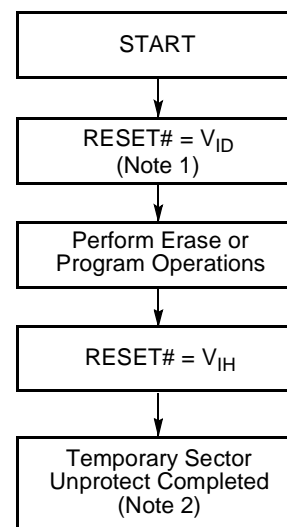 START
RESET# = VID
(Note 1)
Perform Erase or
Program Operations
RESET# = VIH
Temporary Sector
Unprotect Completed
(Note 2)